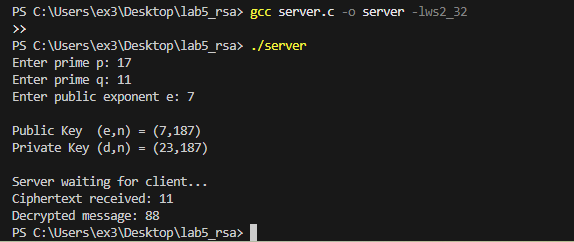 PS C:\Users\ex3\Desktop\lab5_rsa> gcc server.c -o server -lws2_32
>>
PS C:\Users\ex3\Desktop\lab5_rsa> ./server
Enter prime p: 17
Enter prime q: 11
Enter public exponent e: 7
Public Key  (e,n) = (7,187)
Private Key (d,n) = (23,187)
Server waiting for client...
Ciphertext received: 11
Decrypted message: 88
PS C:\Users\ex3\Desktop\lab5_rsa>